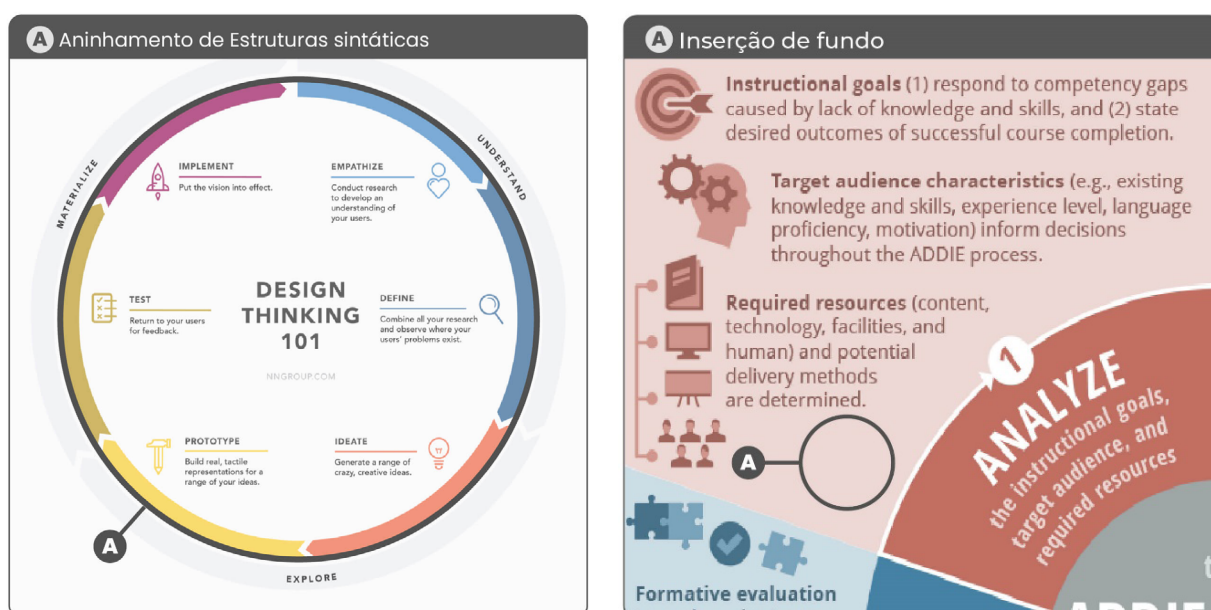 A Aninhamento de Estruturas sintáticas
MATERIALIZE
UNDERSTAND
EXPLORE
IMPLEMENT
Put the vision into effect.
EMPATHIZE
Conduct research
to develop an
understanding of
your users.
TEST
Return to your users
for feedback.
DESIGN
THINKING
101
NNGROUP.COM
DEFINE
Combine all your research
and observe where your
users' problems exist.
PROTOTYPE
Build real, tactile
representations for a
range of your ideas.
IDEATE
Generate a range of
crazy, creative ideas.
A
A Inserção de fundo
Instructional goals (1) respond to competency gaps
caused by lack of knowledge and skills, and (2) state
desired outcomes of successful course completion.
Target audience characteristics (e.g., existing
knowledge and skills, experience level, language
proficiency, motivation) inform decisions
throughout the ADDIE process.
Required resources (content,
technology, facilities, and
human) and potential
delivery methods
are determined.
A
1
ANALYZE
the instructional goals,
target audience, and
required resources
Formative evaluation
ADDIE